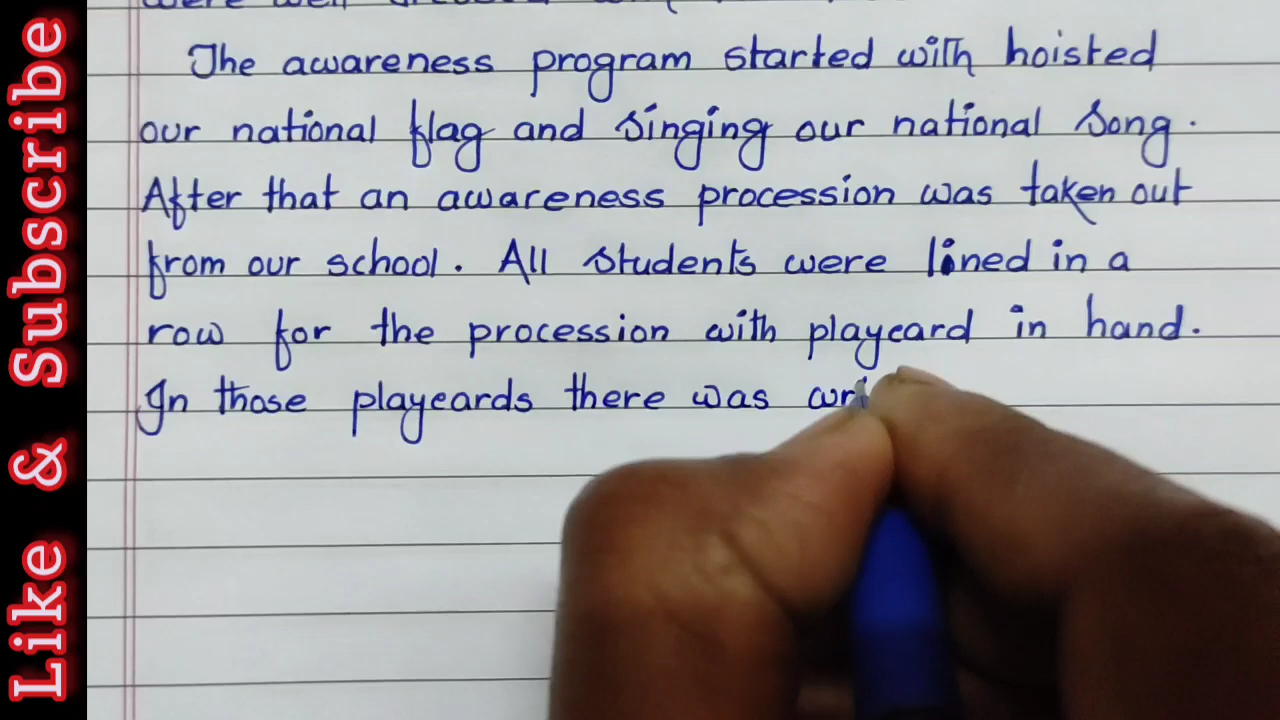 Like & Subscribe
The awareness program started with hoisted
our national flag and singing our national song.
After that an awareness procession was taken out
from our school. All students were lined in a
row for the procession with playcard in hand.
In those playcards there was wri